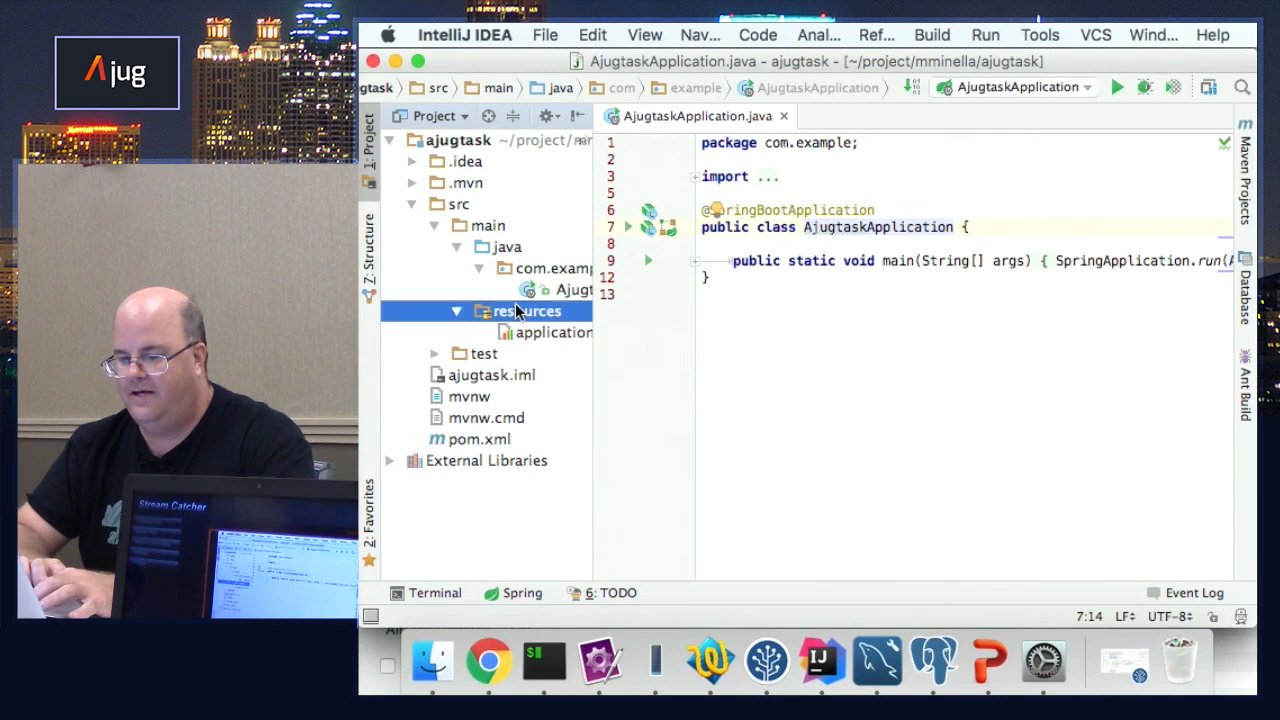 Ajug
IntelliJ IDEA File Edit View Nav... Code Anal... Ref... Build Run Tools VCS Wind... Help
AjugtaskApplication.java - ajugtask - [~/project/mminella/ajugtask]
gtask src main java com example AjugtaskApplication AjugtaskApplication
1: Project
Project
AjugtaskApplication.java
ajugtask ~/project/
.idea
.mvn
src
main
java
com.examp
Ajugt
resources
application
test
ajugtask.iml
mvnw
mvnw.cmd
pom.xml
External Libraries
7: Structure
2: Favorites
1 package com.example;
2
3 import ...
5
6 @SpringBootApplication
7 public class AjugtaskApplication {
8
9 public static void main(String[] args) { SpringApplication.run(
12 }
13
Maven Projects
Database
Ant Build
Terminal Spring 6: TODO Event Log
7:14 LF UTF-8
Stream Catcher
$
IJ